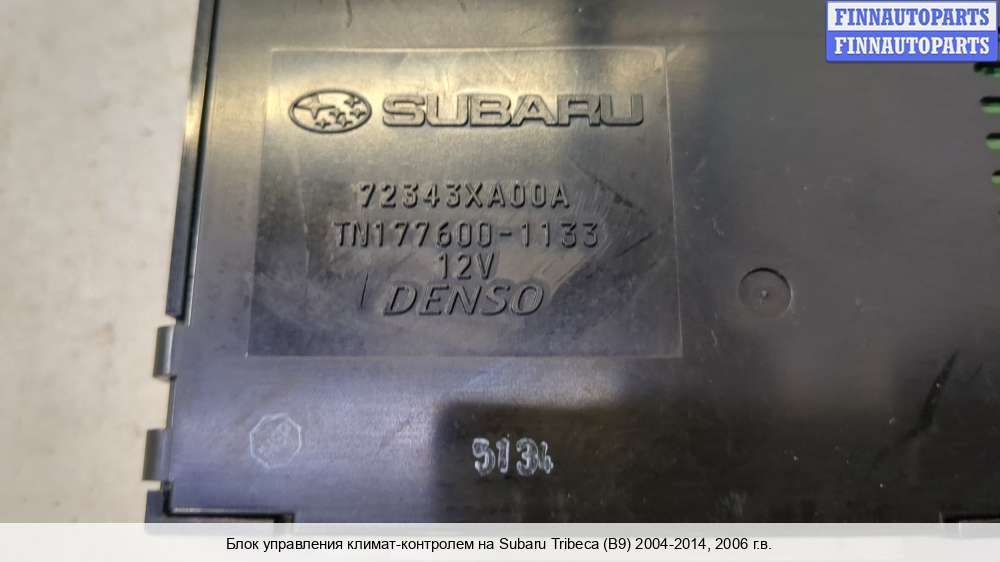 FINNAUTOPARTS
FINNAUTOPARTS
SUBARU
72343XA00A
TN177600-1133
12V
DENSO
5134
Блок управления климат-контролем на Subaru Tribeca (B9) 2004-2014, 2006 г.в.